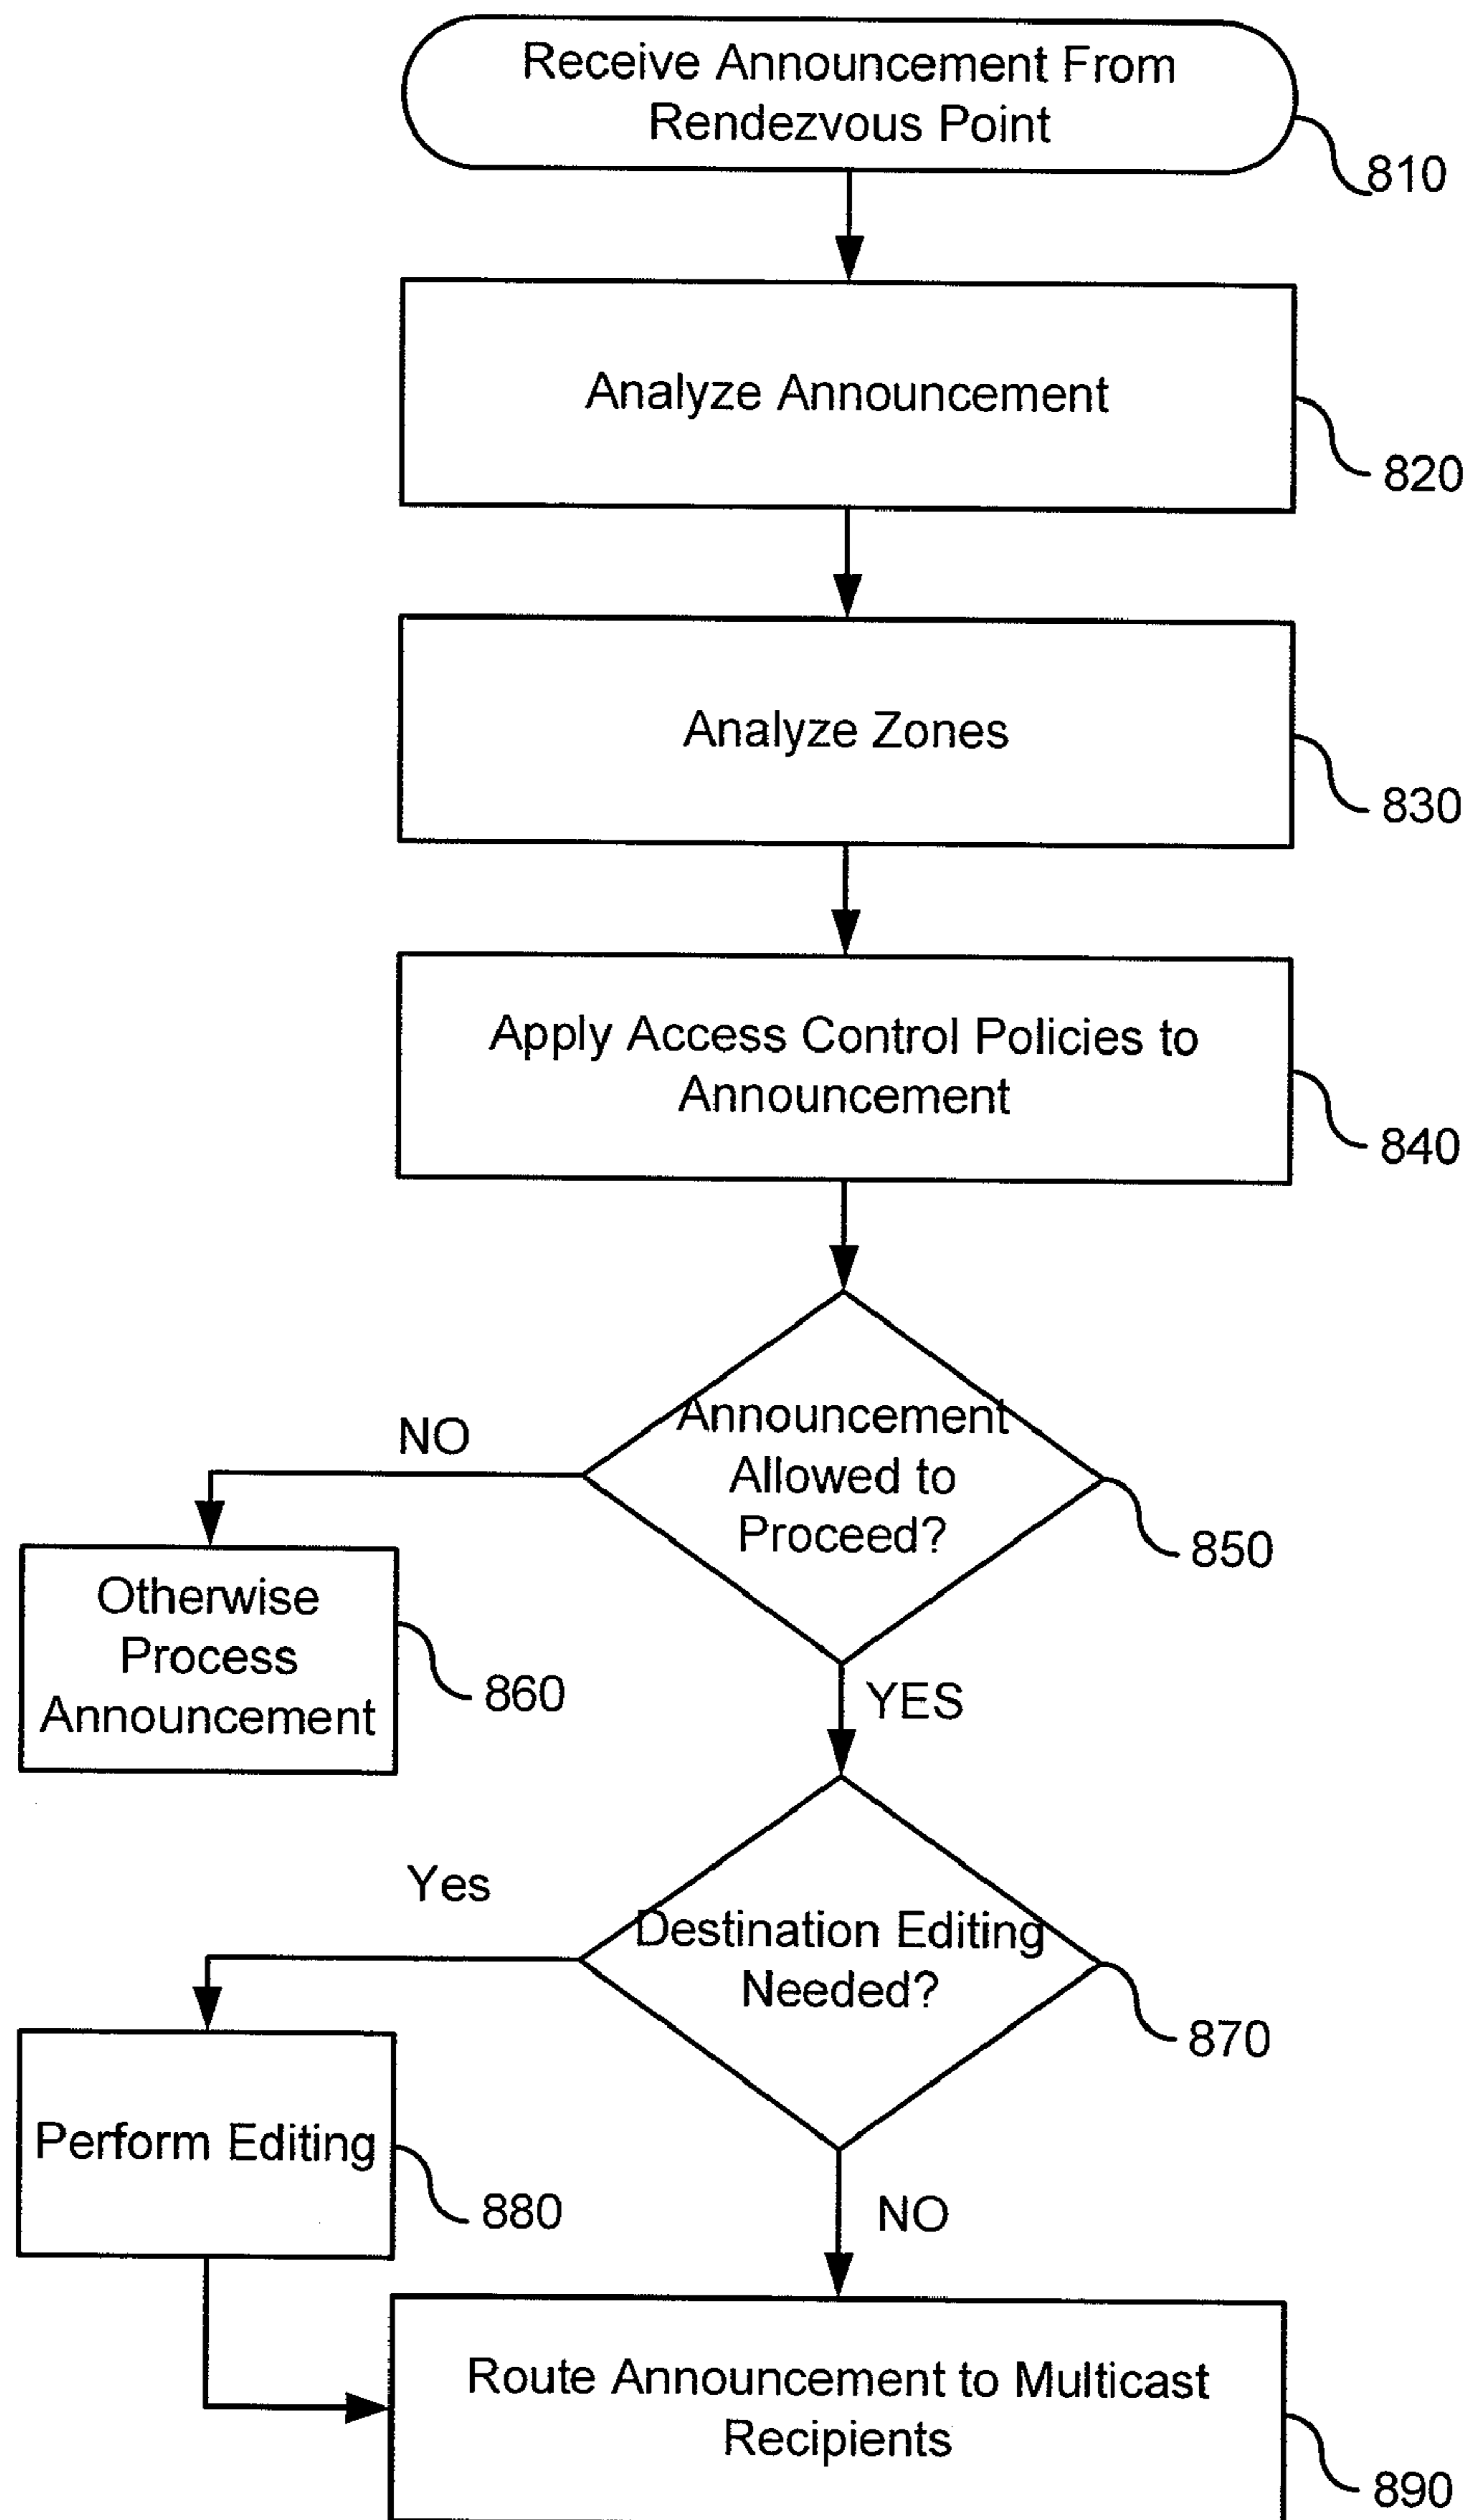 Receive Announcement From
Rendezvous Point
810
Analyze Announcement
820
Analyze Zones
830
Apply Access Control Policies to
Announcement
840
Announcement
Allowed to
Proceed?
NO
850
Otherwise
Process
Announcement
860
YES
Yes
Destination Editing
Needed?
870
Perform Editing
880
NO
Route Announcement to Multicast
Recipients
890